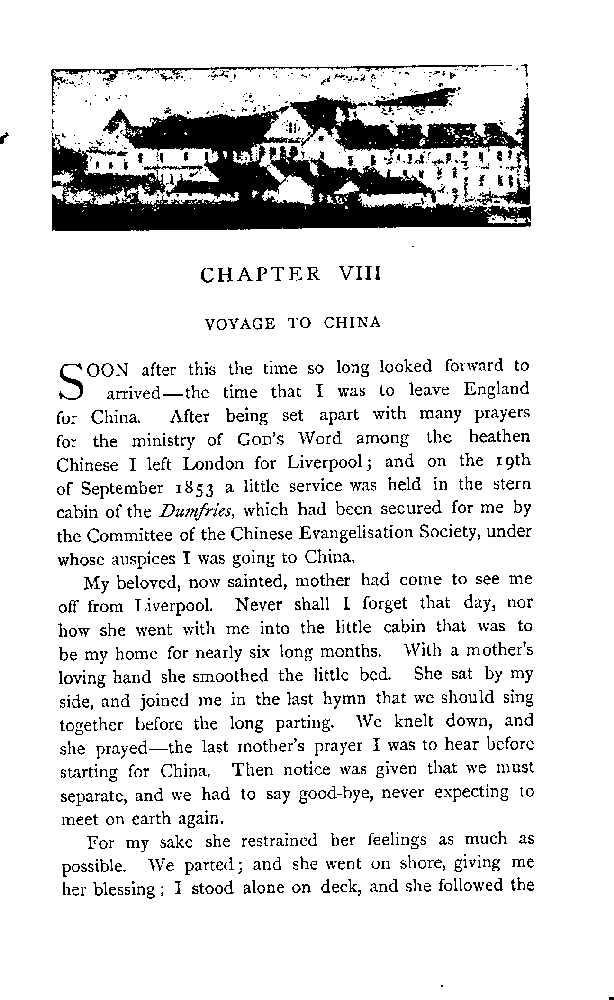 CHAPTER VIII
VOYAGE TO CHINA
SOON after this the time so long looked forward to
arrived—the time that I was to leave England
for China. After being set apart with many prayers
for the ministry of GOD'S Word among the heathen
Chinese I left London for Liverpool; and on the 19th
of September 1853 a little service was held in the stern
cabin of the Dumfries, which had been secured for me by
the Committee of the Chinese Evangelisation Society, under
whose auspices I was going to China.
My beloved, now sainted, mother had come to see me
off from Liverpool. Never shall I forget that day, nor
how she went with me into the little cabin that was to
be my home for nearly six long months. With a mother's
loving hand she smoothed the little bed. She sat by my
side, and joined me in the last hymn that we should sing
together before the long parting. We knelt down, and
she prayed—the last mother's prayer I was to hear before
starting for China. Then notice was given that we must
separate, and we had to say good-bye, never expecting to
meet on earth again.
For my sake she restrained her feelings as much as
possible. We parted; and she went on shore, giving me
her blessing; I stood alone on deck, and she followed the